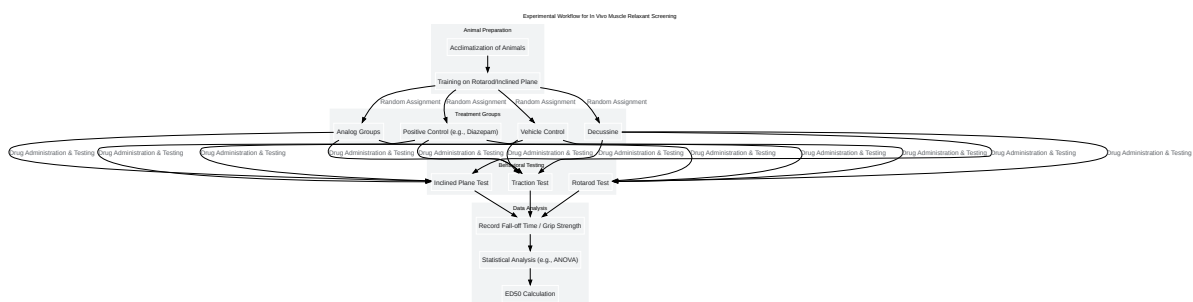 Experimental Workflow for In Vivo Muscle Relaxant Screening
Animal Preparation
Acclimatization of Animals
Training on Rotarod/Inclined Plane
Random Assignment
Random Assignment
Random Assignment
Random Assignment
Treatment Groups
Analog Groups
Positive Control (e.g., Diazepam)
Vehicle Control
Decussine
Drug Administration & Testing
Drug Administration & Testing
Drug Administration & Testing
Drug Administration & Testing
Drug Administration & Testing
Drug Administration & Testing
Drug Administration & Testing
Drug Administration & Testing
Drug Administration & Testing
Drug Administration & Testing
Drug Administration & Testing
Drug Administration & Testing
Behavioral Testing
Inclined Plane Test
Traction Test
Rotarod Test
Data Analysis
Record Fall-off Time / Grip Strength
Statistical Analysis (e.g., ANOVA)
ED50 Calculation